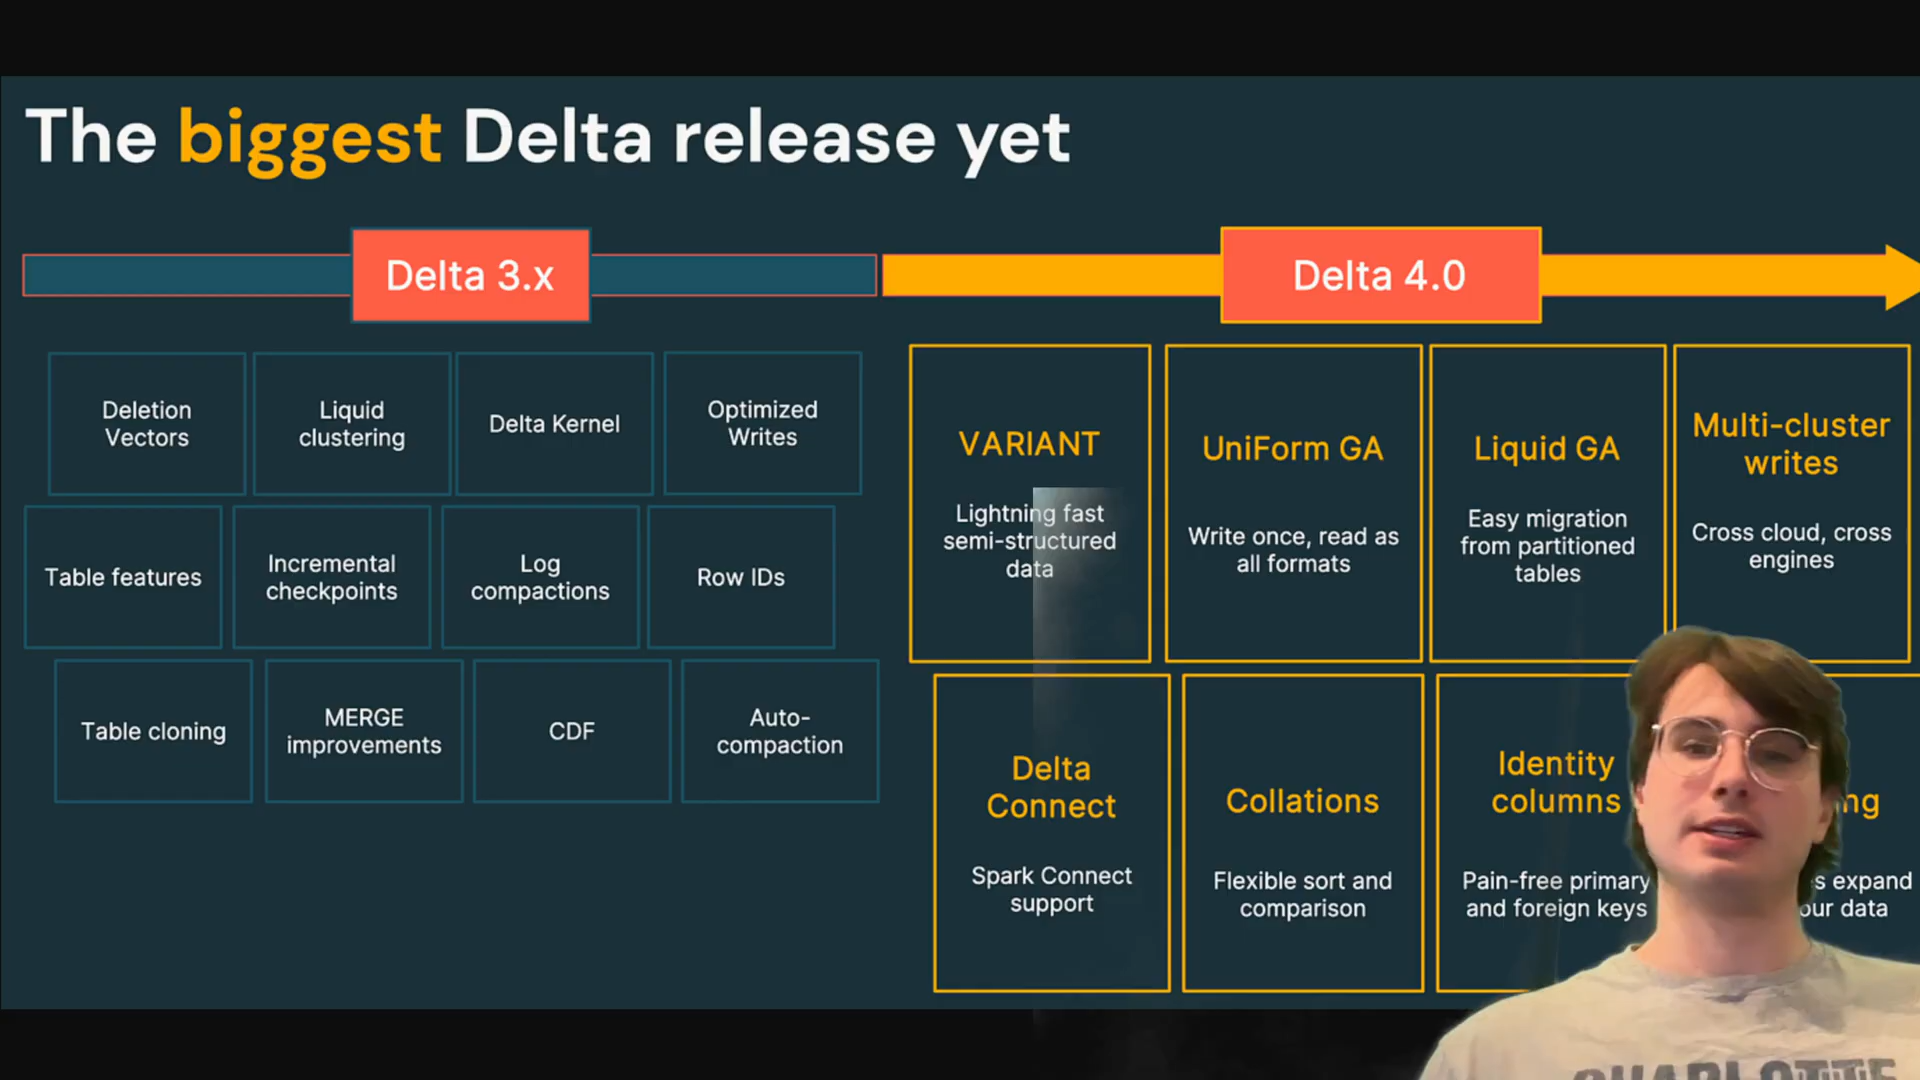 The biggest Delta release yet
Delta 3.x
Delta 4.0
Deletion
Vectors
Liquid
clustering
Delta Kernel
Optimized
Writes
Table features
Incremental
checkpoints
Log
compactions
Row IDs
Table cloning
MERGE
improvements
CDF
Auto-
compaction
VARIANT
Lightning fast
semi-structured
data
UniForm GA
Write once, read as
all formats
Liquid GA
Easy migration
from partitioned
tables
Multi-cluster
writes
Cross cloud, cross
engines
Delta
Connect
Spark Connect
support
Collations
Flexible sort and
comparison
Identity
columns
Pain-free primary
and foreign keys
expand
data
CHARLOTTE